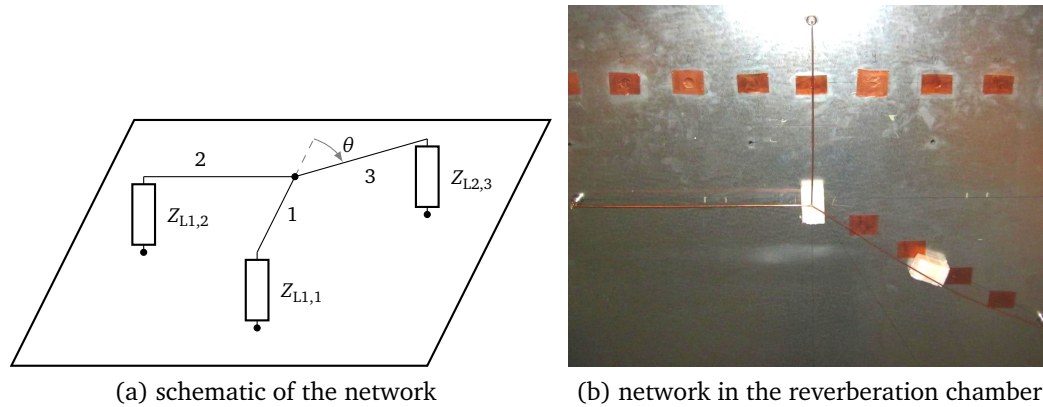 θ
2
3
Z_L2,3
Z_L1,2
1
Z_L1,1
(a) schematic of the network
(b) network in the reverberation chamber